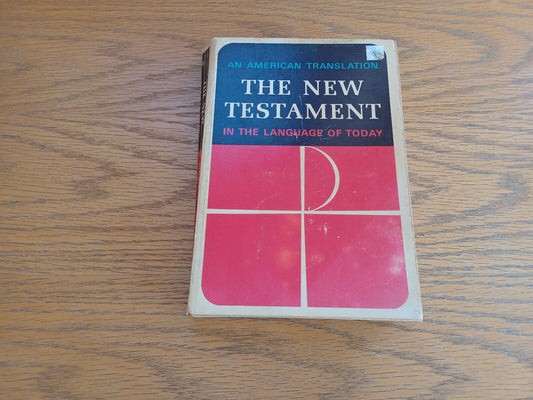 AN AMERICAN TRANSLATION
THE NEW
TESTAMENT
IN THE LANGUAGE OF TODAY